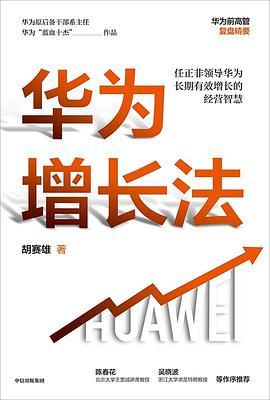 华为原后备干部系主任
华为“蓝血十杰” 作品
华为前高管
复盘精要
华为
任正非领导华为
长期有效增长的
经营智慧
增长法
胡赛雄 著
HUAWEI
陈春花
北京大学王宽诚讲席教授
吴晓波
浙江大学求是特聘教授
等作序推荐
中信出版集团